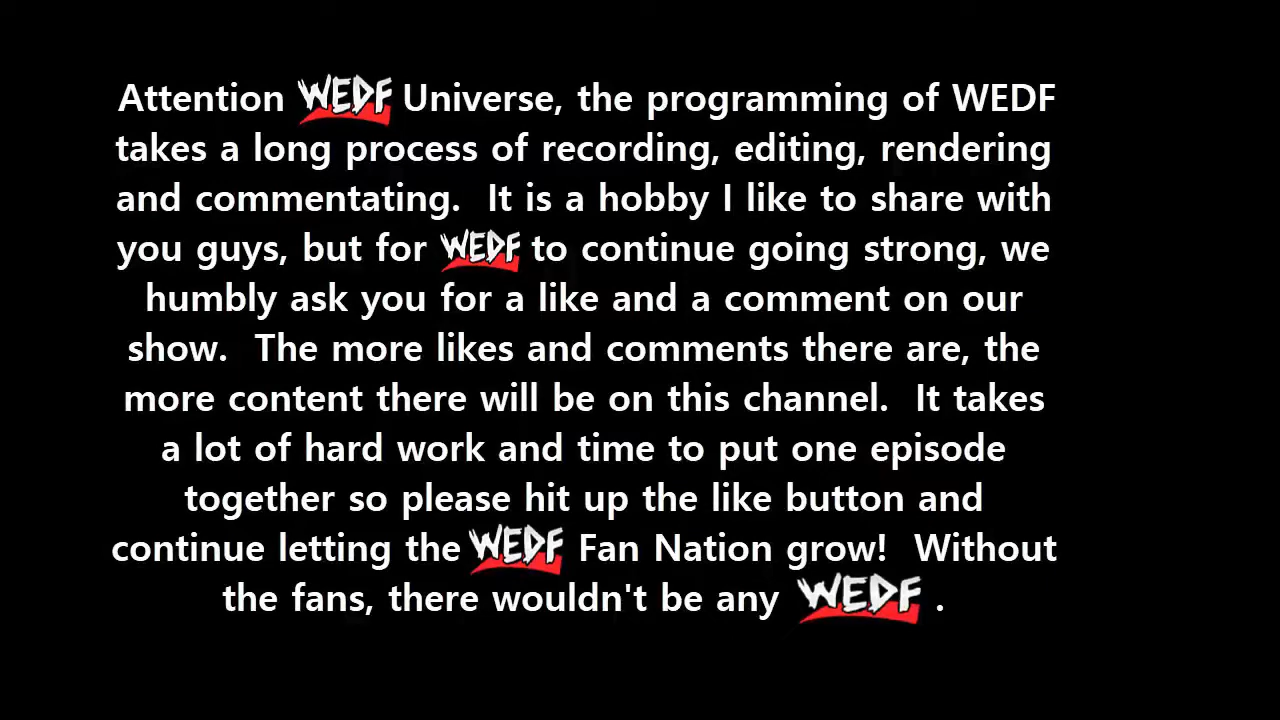 Attention WEDF Universe, the programming of WEDF
takes a long process of recording, editing, rendering
and commentating.  It is a hobby I like to share with
you guys, but for WEDF to continue going strong, we
humbly ask you for a like and a comment on our
show.  The more likes and comments there are, the
more content there will be on this channel.  It takes
a lot of hard work and time to put one episode
together so please hit up the like button and
continue letting the WEDF Fan Nation grow!  Without
the fans, there wouldn't be any WEDF .